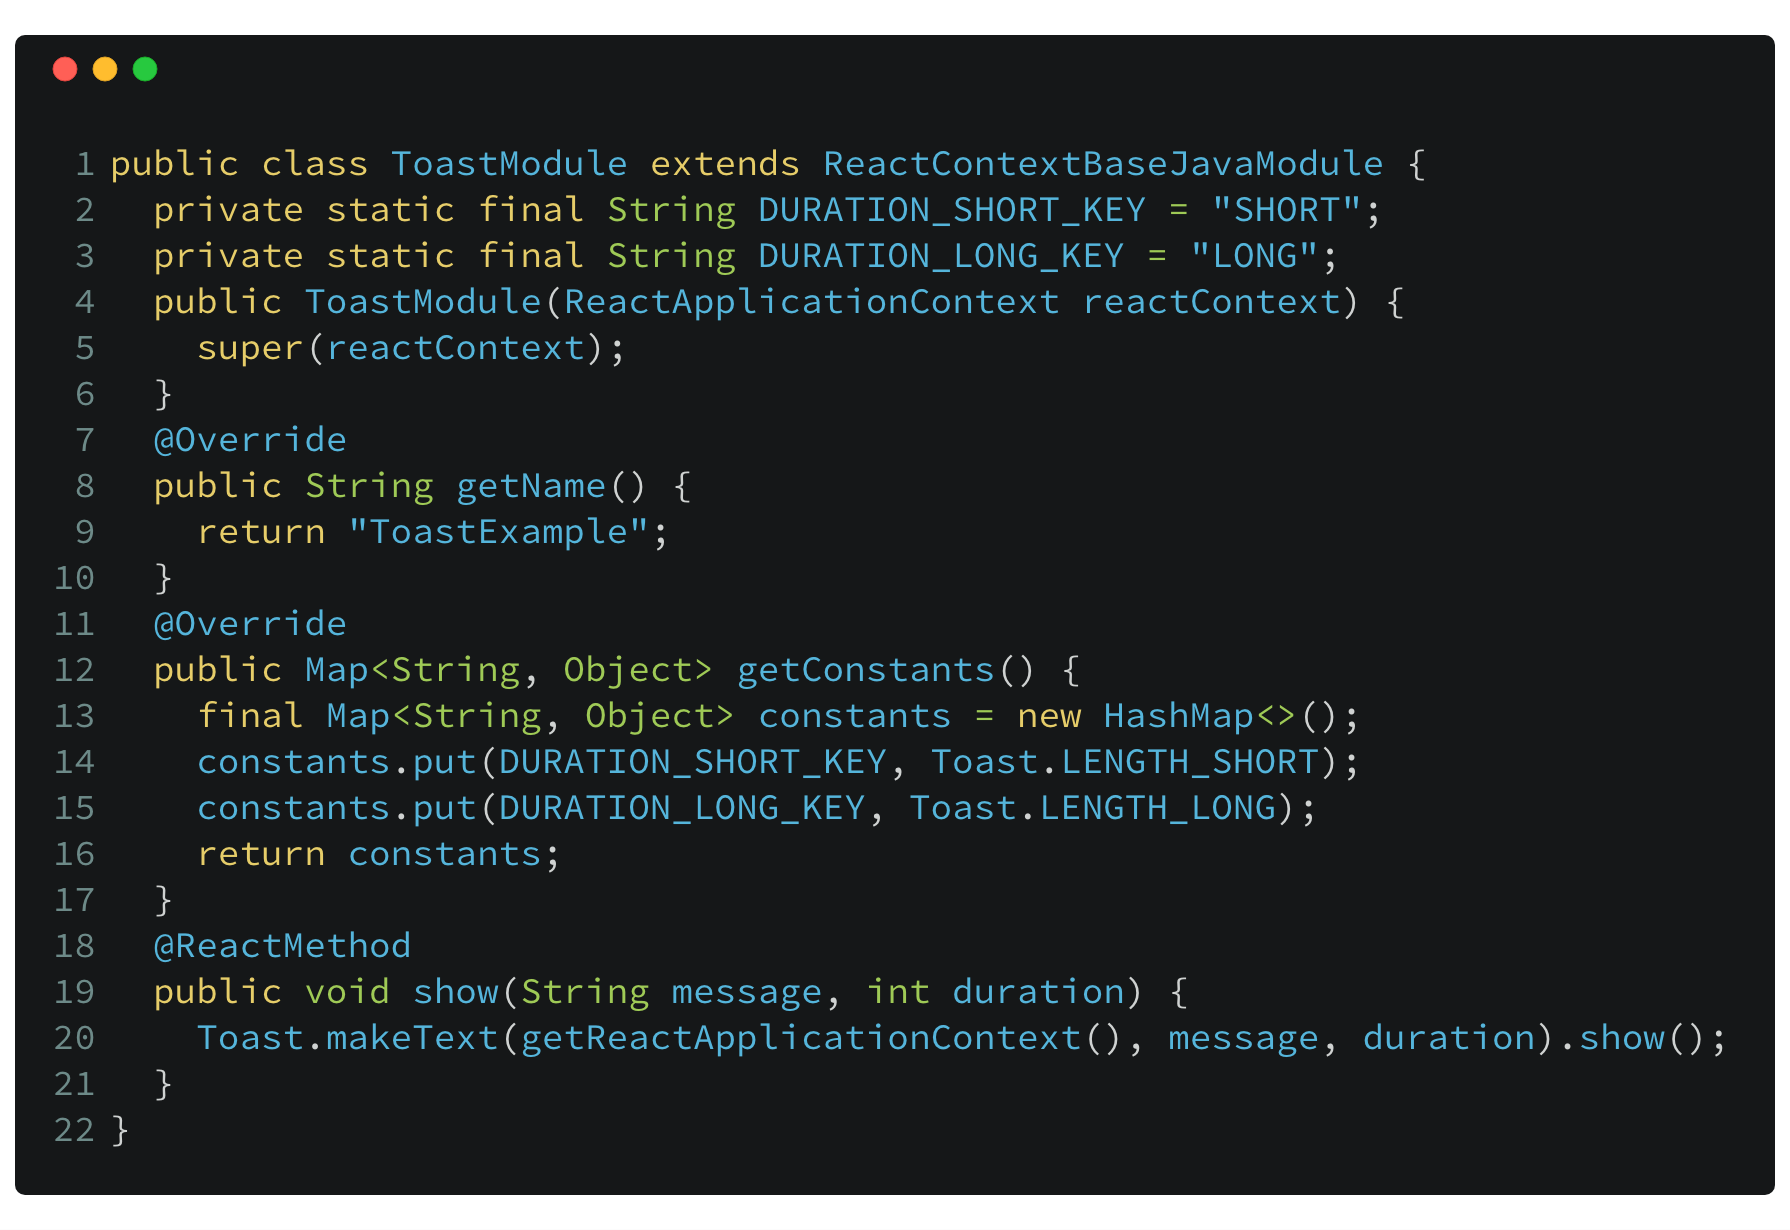 1 public class ToastModule extends ReactContextBaseJavaModule {
2   private static final String DURATION_SHORT_KEY = "SHORT";
3   private static final String DURATION_LONG_KEY = "LONG";
4   public ToastModule(ReactApplicationContext reactContext) {
5     super(reactContext);
6   }
7   @Override
8   public String getName() {
9     return "ToastExample";
10   }
11   @Override
12   public Map<String, Object> getConstants() {
13     final Map<String, Object> constants = new HashMap<>();
14     constants.put(DURATION_SHORT_KEY, Toast.LENGTH_SHORT);
15     constants.put(DURATION_LONG_KEY, Toast.LENGTH_LONG);
16     return constants;
17   }
18   @ReactMethod
19   public void show(String message, int duration) {
20     Toast.makeText(getReactApplicationContext(), message, duration).show();
21   }
22 }